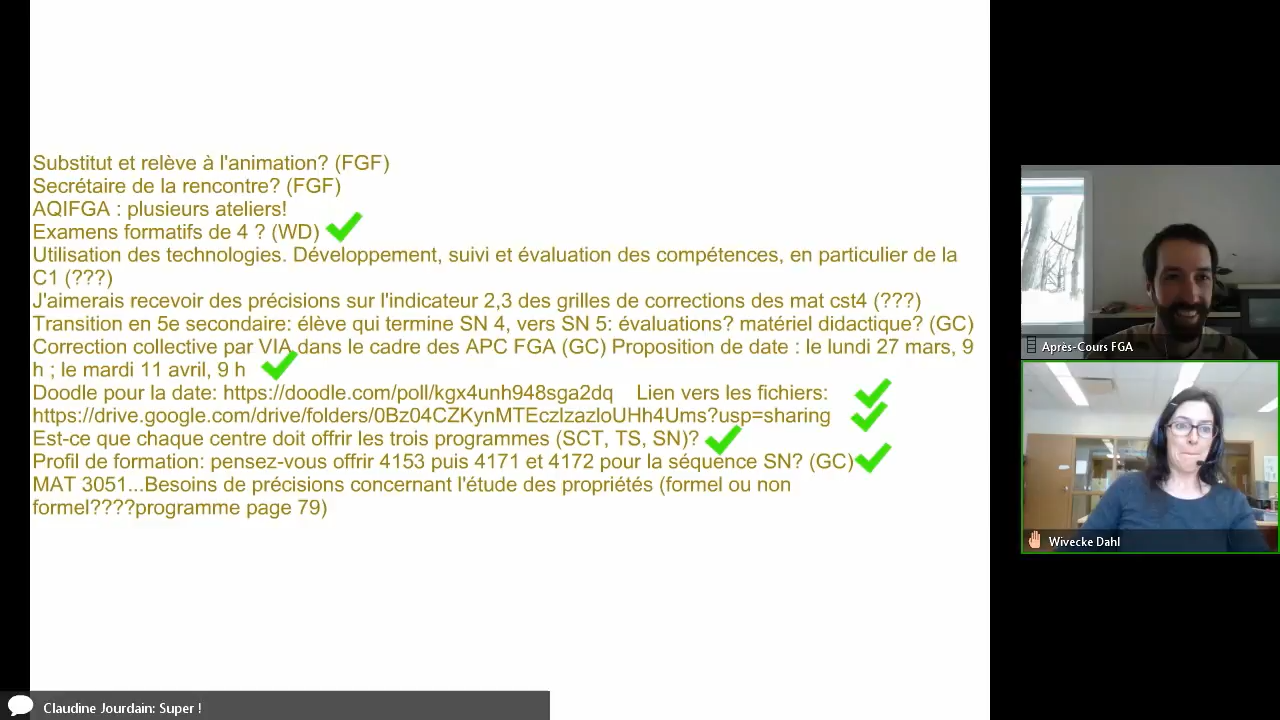 Substitut et relève à l'animation? (FGF)
Secrétaire de la rencontre? (FGF)
AQIFGA : plusieurs ateliers!
Examens formatifs de 4 ? (WD)
Utilisation des technologies. Développement, suivi et évaluation des compétences, en particulier de la
C1 (???)
J'aimerais recevoir des précisions sur l'indicateur 2,3 des grilles de corrections des mat cst4 (???)
Transition en 5e secondaire: élève qui termine SN 4, vers SN 5: évaluations? matériel didactique? (GC)
Correction collective par VIA dans le cadre des APC FGA (GC) Proposition de date : le lundi 27 mars, 9
h ; le mardi 11 avril, 9 h
Doodle pour la date: https://doodle.com/poll/kgx4unh948sga2dq Lien vers les fichiers:
https://drive.google.com/drive/folders/0Bz04CZKynMTEczIzazloUHh4Ums?usp=sharing
Est-ce que chaque centre doit offrir les trois programmes (SCT, TS, SN)?
Profil de formation: pensez-vous offrir 4153 puis 4171 et 4172 pour la séquence SN? (GC)
MAT 3051...Besoins de précisions concernant l'étude des propriétés (formel ou non
formel????programme page 79)
Après-Cours FGA
Wivecke Dahl
Claudine Jourdain: Super !